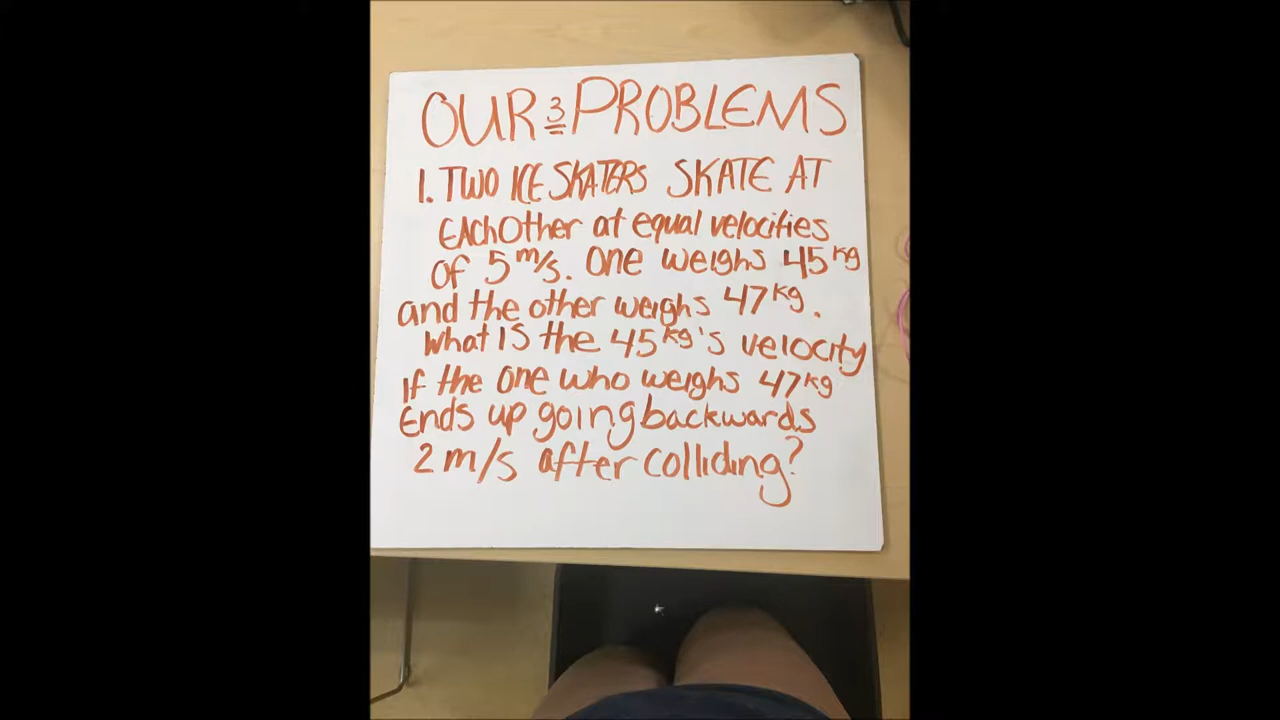 OUR 3 PROBLEMS
1. TWO ICE SKATERS SKATE AT
EACHOther at equal velocities
of 5 m/s. One weighs 45 kg
and the other weighs 47 kg.
What IS the 45 kg's velocity
If the one who weighs 47 kg
Ends up going backwards
2 m/s after colliding?